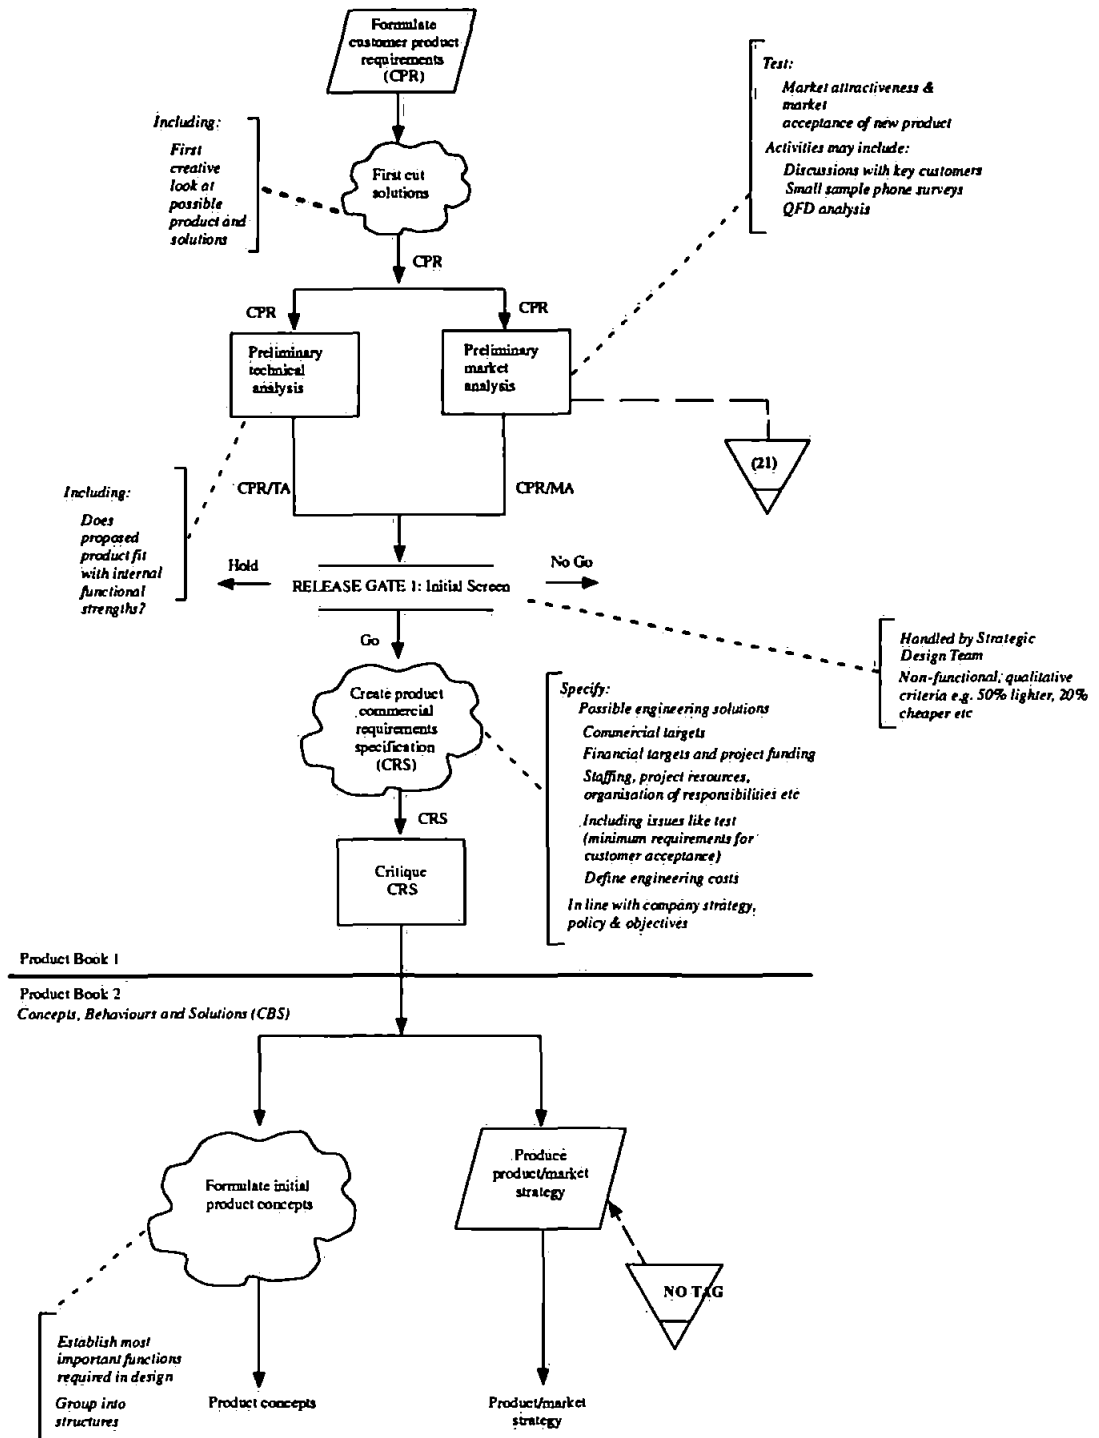 Formulate
customer product
requirements
(CPR)
Including:
First
creative
look at
possible
product and
solutions
First cut
solutions
Test:
Market attractiveness &
market
acceptance of new product
Activities may include:
Discussions with key customers
Small sample phone surveys
QFD analysis
CPR
CPR
CPR
Preliminary
technical
analysis
Preliminary
market
analysis
(21)
CPR/TA
CPR/MA
Including:
Does
proposed
product fit
with internal
functional
strengths?
Hold
RELEASE GATE 1: Initial Screen
No Go
Go
Handled by Strategic
Design Team
Non-functional, qualitative
criteria e.g. 50% lighter, 20%
cheaper etc
Create product
commercial
requirements
specification
(CRS)
Specify:
Possible engineering solutions
Commercial targets
Financial targets and project funding
Staffing, project resources,
organisation of responsibilities etc
Including issues like test
(minimum requirements for
customer acceptance)
Define engineering costs
In line with company strategy,
policy & objectives
CRS
Critique
CRS
Product Book 1
Product Book 2
Concepts, Behaviours and Solutions (CBS)
Formulate initial
product concepts
Produce
product/market
strategy
NO TAG
Establish most
important functions
required in design
Group into
structures
Product concepts
Product/market
strategy